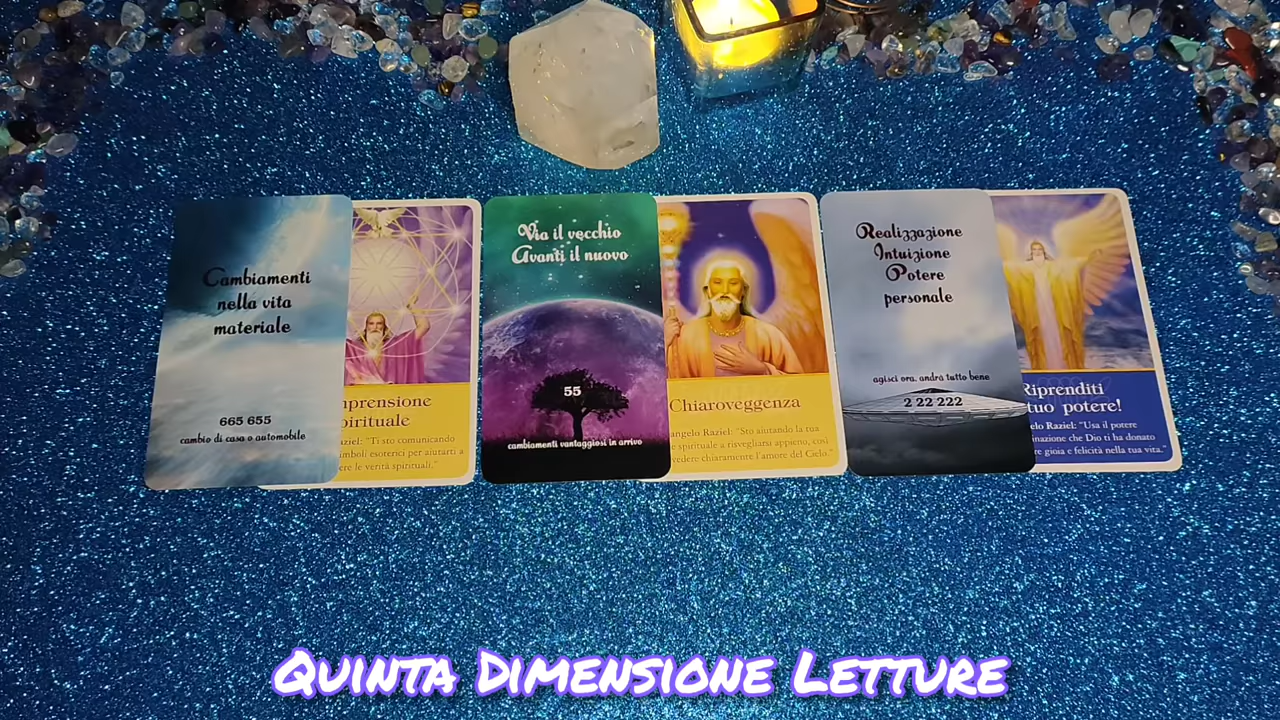 Cambiamenti
nella vita
materiale
665 655
cambio di casa o automobile
mprensione
pirituale
ziel: "Ti sto comunicando
imboli esoterici per aiutarti a
ere le verità spirituali."
Via il vecchio
Avanti il nuovo
55
cambiamenti vantaggiosi in arrivo
Chiaroveggenza
angelo Raziel: "Sto aiutando la tua
e spirituale a risvegliarsi appieno, così
vedere chiaramente l'amore del Cielo."
Realizzazione
Intuizione
Potere
personale
agisci ora, andrà tutto bene
2 22 222
Riprenditi
tuo potere!
elo Raziel: "Usa il potere
inazione che Dio ti ha donato
re gioia e felicità nella tua vita."
Quinta Dimensione Letture